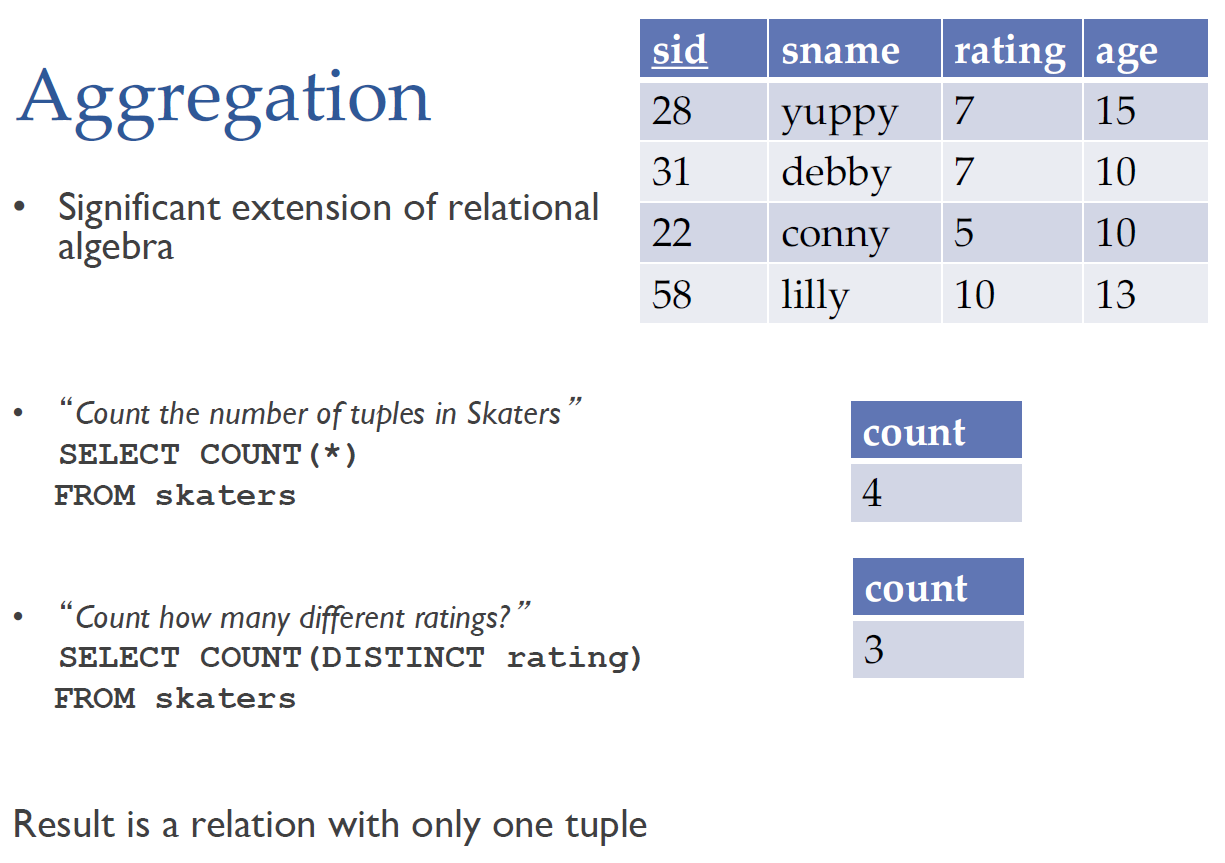 Aggregation
• Significant extension of relational
algebra
sid sname rating age
28 yuppy 7 15
31 debby 7 10
22 conny 5 10
58 lilly 10 13
• “Count the number of tuples in Skaters”
SELECT COUNT(*)
FROM skaters
count
4
• “Count how many different ratings?”
SELECT COUNT(DISTINCT rating)
FROM skaters
count
3
Result is a relation with only one tuple